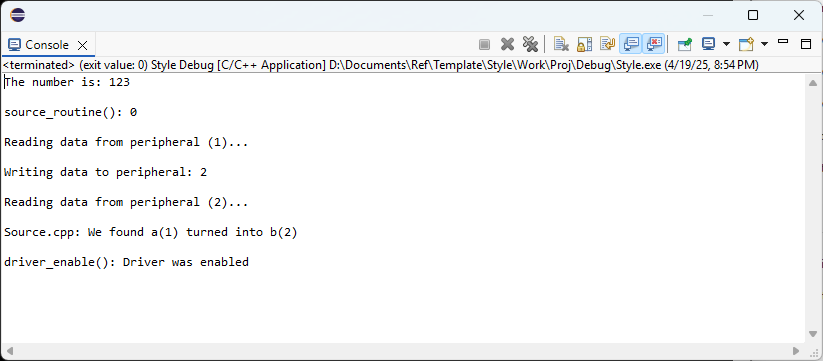 Console
<terminated> (exit value: 0) Style Debug [C/C++ Application] D:\Documents\Ref\Template\Style\Work\Proj\Debug\Style.exe (4/19/25, 8:54 PM)
The number is: 123
source_routine(): 0
Reading data from peripheral (1)...
Writing data to peripheral: 2
Reading data from peripheral (2)...
Source.cpp: We found a(1) turned into b(2)
driver_enable(): Driver was enabled